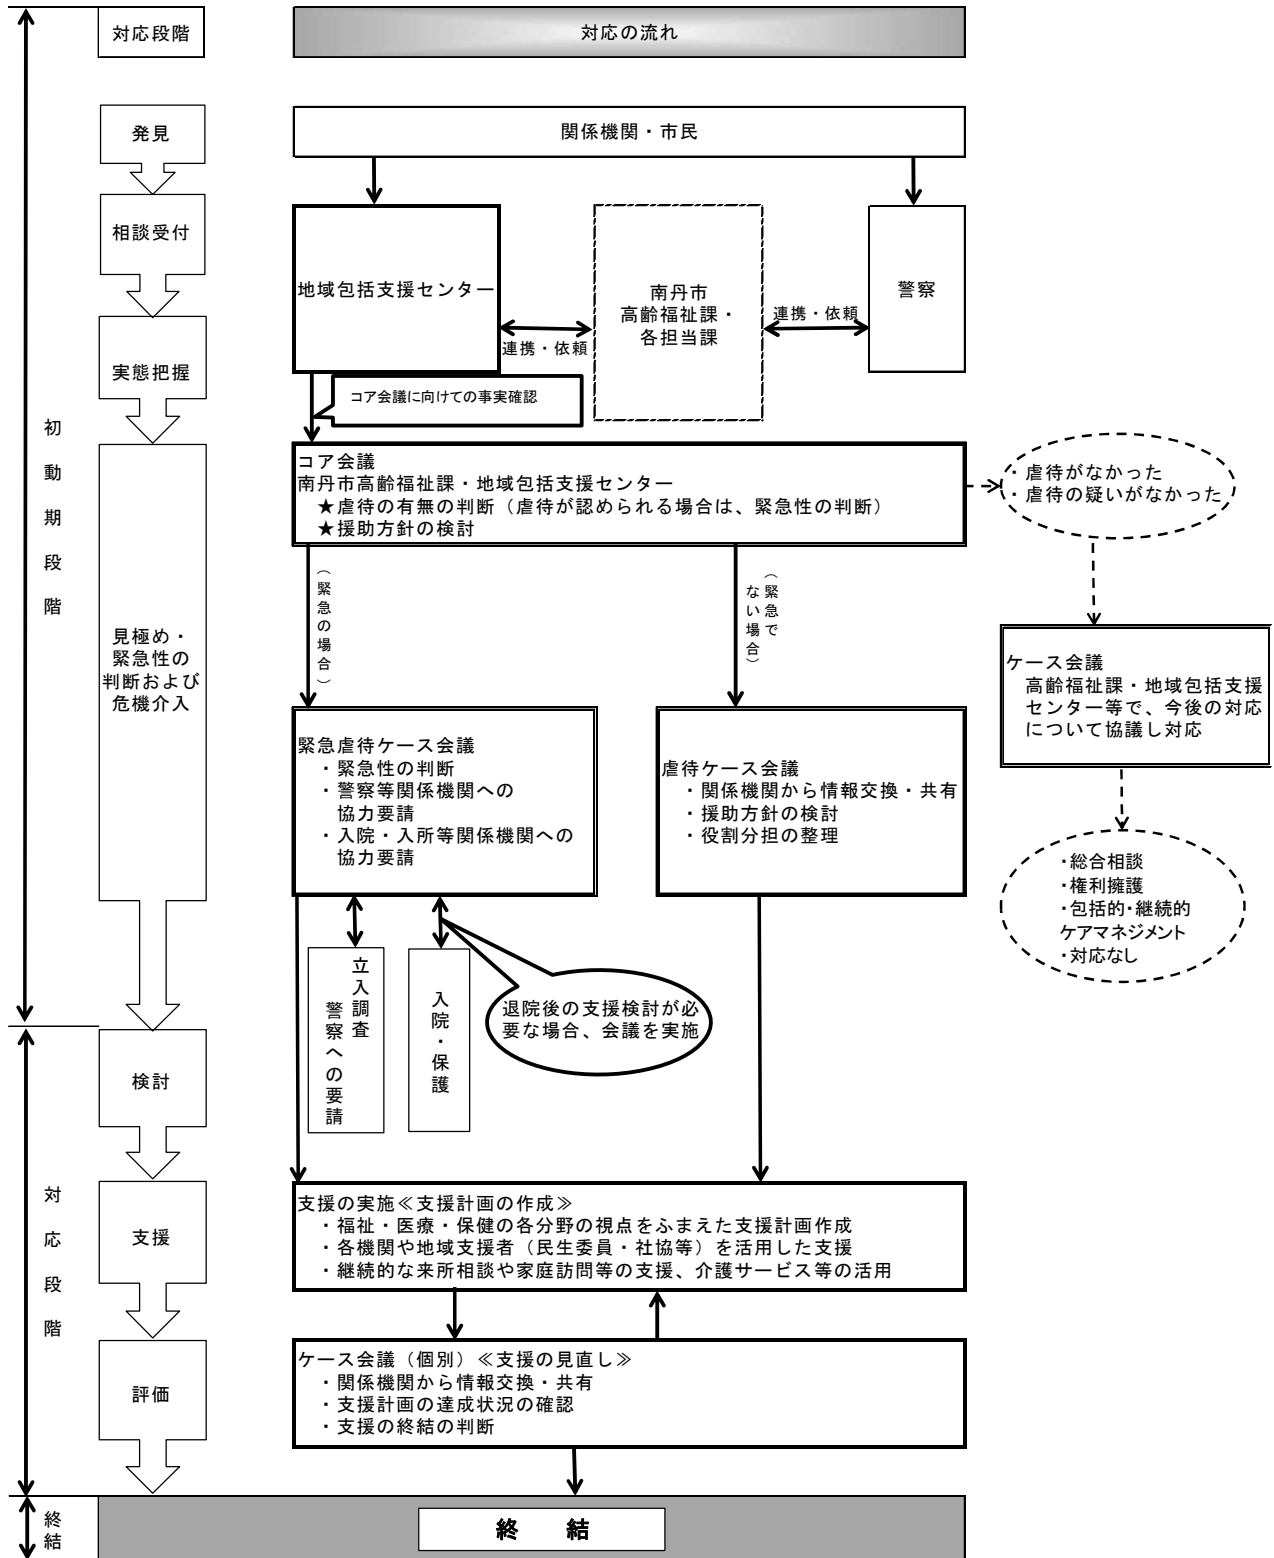 対応段階
対応の流れ
発見
関係機関・市民
相談受付
地域包括支援センター
南丹市
高齢福祉課・
各担当課
警察
連携・依頼
連携・依頼
実態把握
コア会議に向けての事実確認
初動期段階
コア会議
南丹市高齢福祉課・地域包括支援センター
★虐待の有無の判断（虐待が認められる場合は、緊急性の判断）
★援助方針の検討
・虐待がなかった
・虐待の疑いがなかった
（緊急の場合）
（緊急で
ない場合）
見極め・
緊急性の
判断および
危機介入
ケース会議
高齢福祉課・地域包括支援
センター等で、今後の対応
について協議し対応
緊急虐待ケース会議
・緊急性の判断
・警察等関係機関への
協力要請
・入院・入所等関係機関への
協力要請
虐待ケース会議
・関係機関から情報交換・共有
・援助方針の検討
・役割分担の整理
・総合相談
・権利擁護
・包括的・継続的
ケアマネジメント
・対応なし
立入調査
警察への要請
入院・保護
退院後の支援検討が必
要な場合、会議を実施
検討
対応段階
支援
支援の実施≪支援計画の作成≫
・福祉・医療・保健の各分野の視点をふまえた支援計画作成
・各機関や地域支援者（民生委員・社協等）を活用した支援
・継続的な来所相談や家庭訪問等の支援、介護サービス等の活用
評価
ケース会議（個別）≪支援の見直し≫
・関係機関から情報交換・共有
・支援計画の達成状況の確認
・支援の終結の判断
終結
終　結